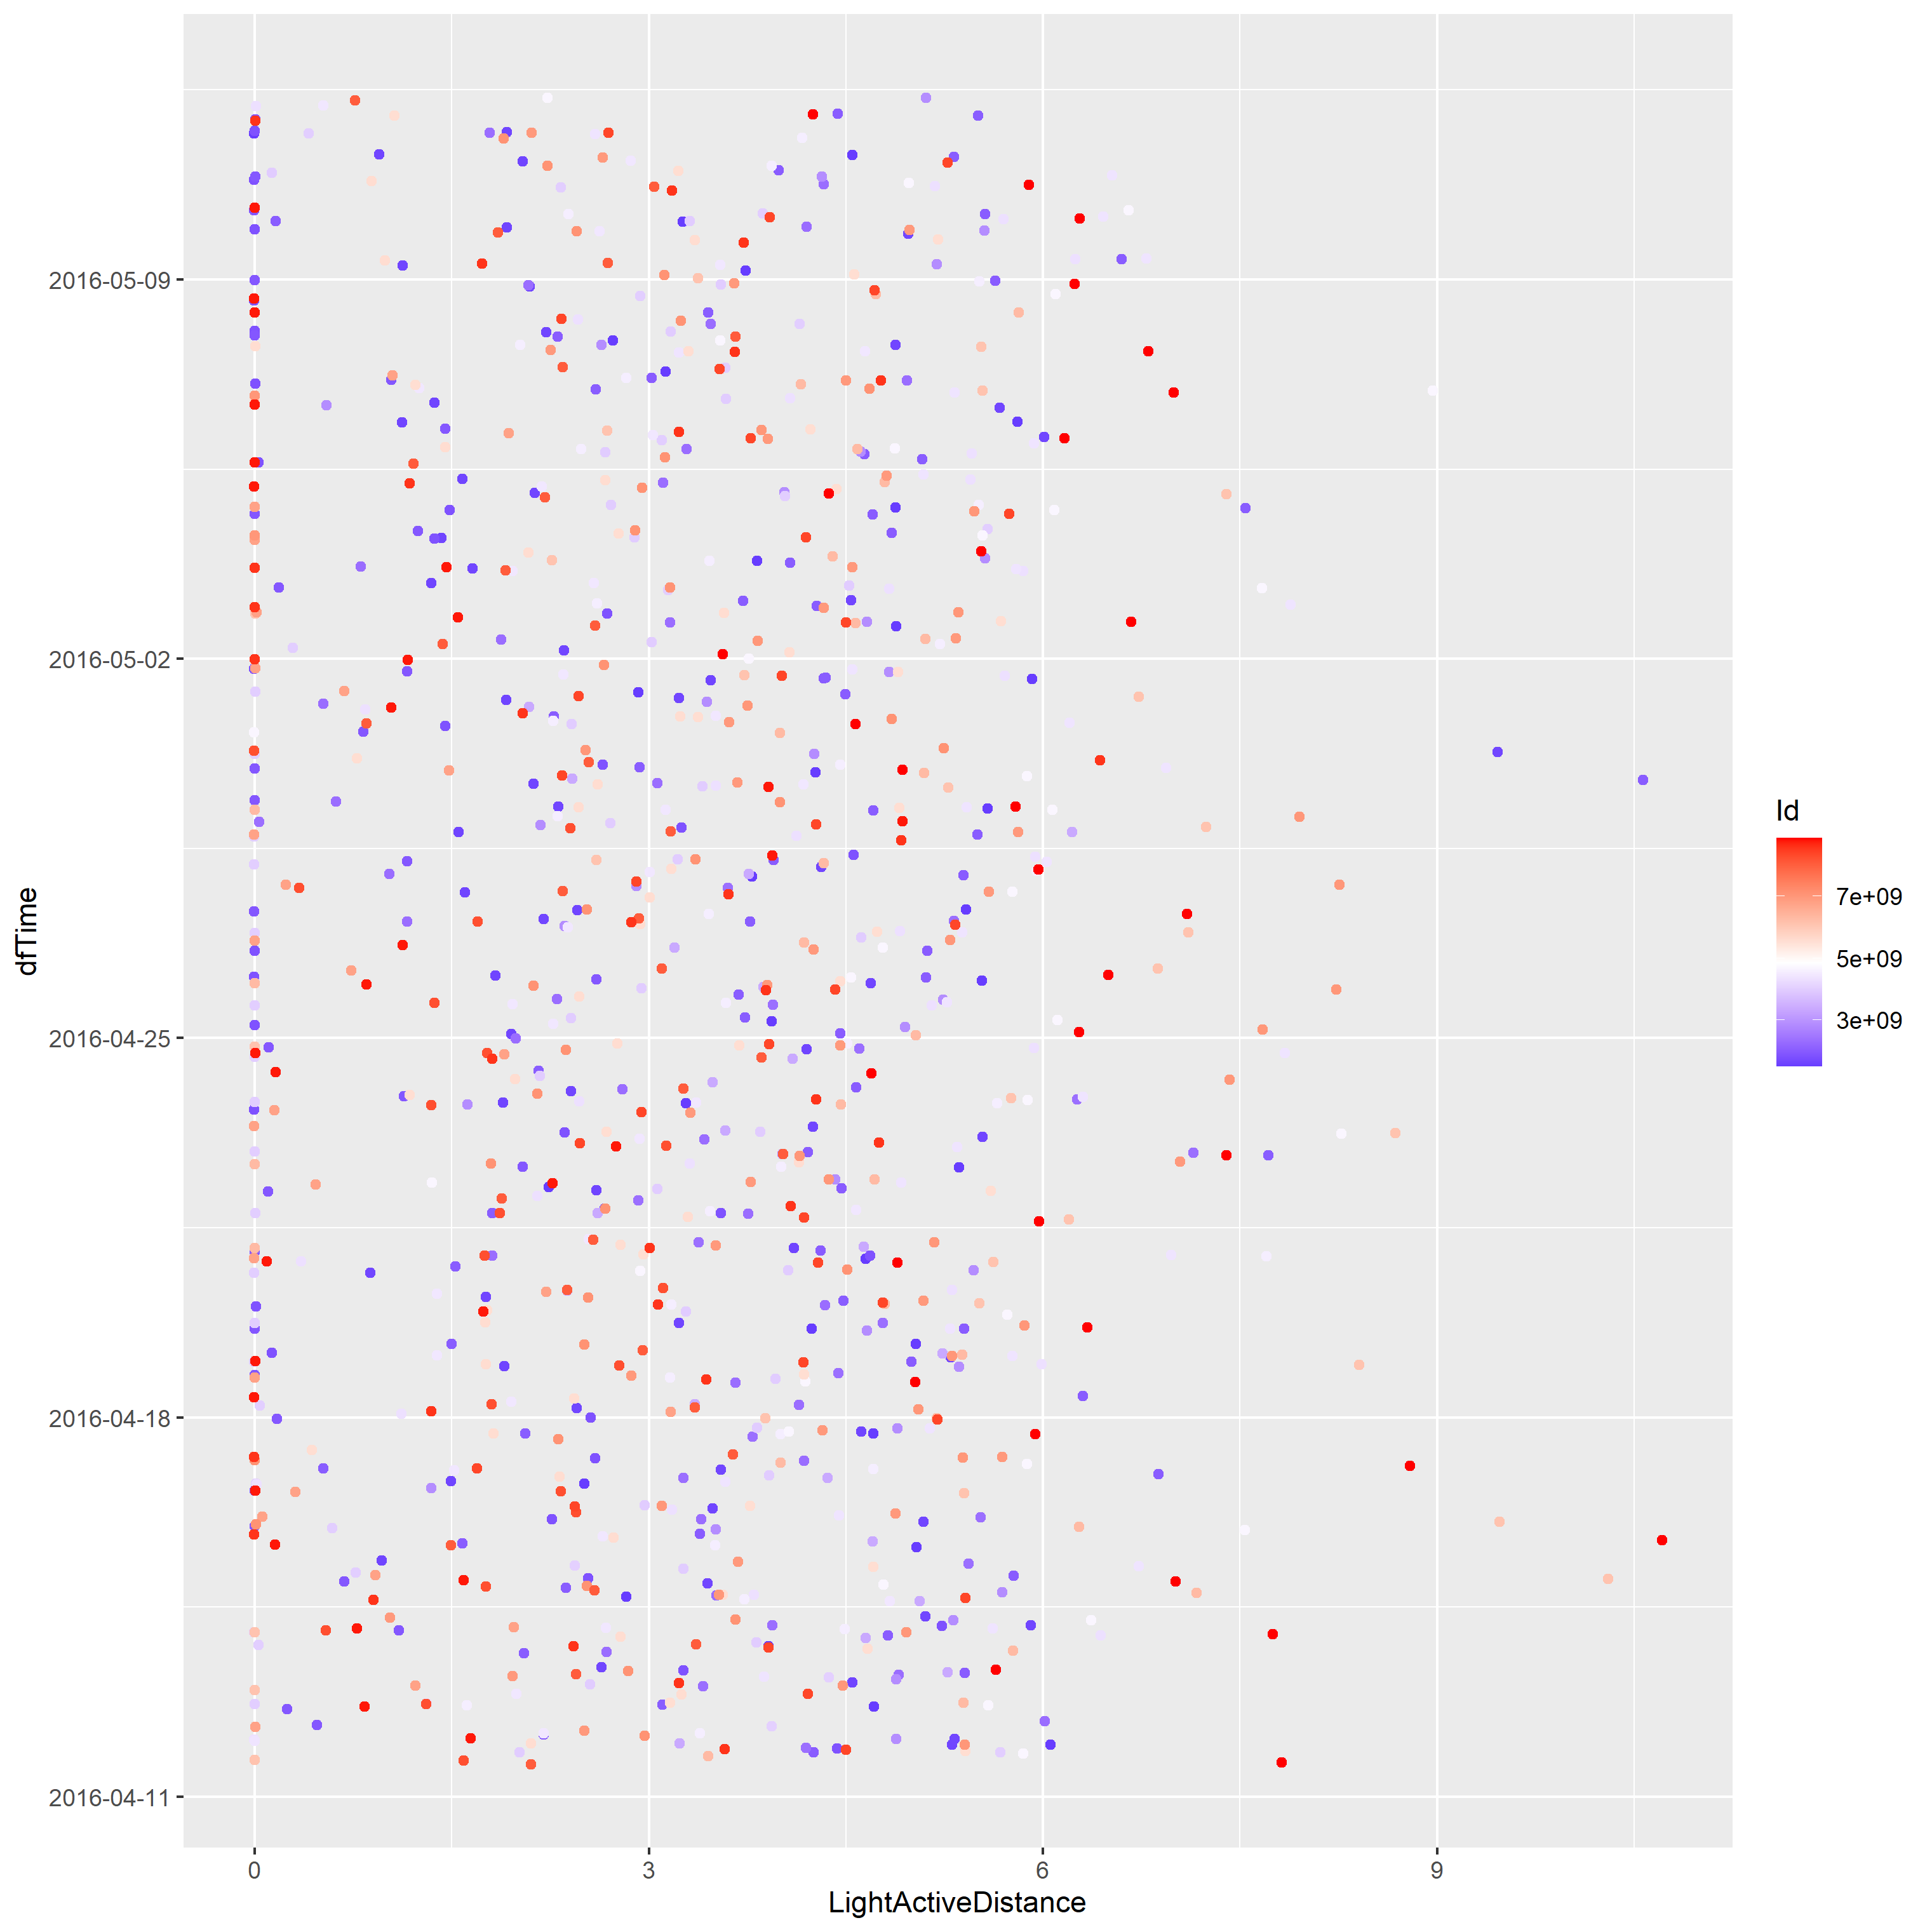 2016-05-09
2016-05-02
2016-04-25
2016-04-18
2016-04-11
dfTime
0 3 6 9
LightActiveDistance
Id
7e+09
5e+09
3e+09